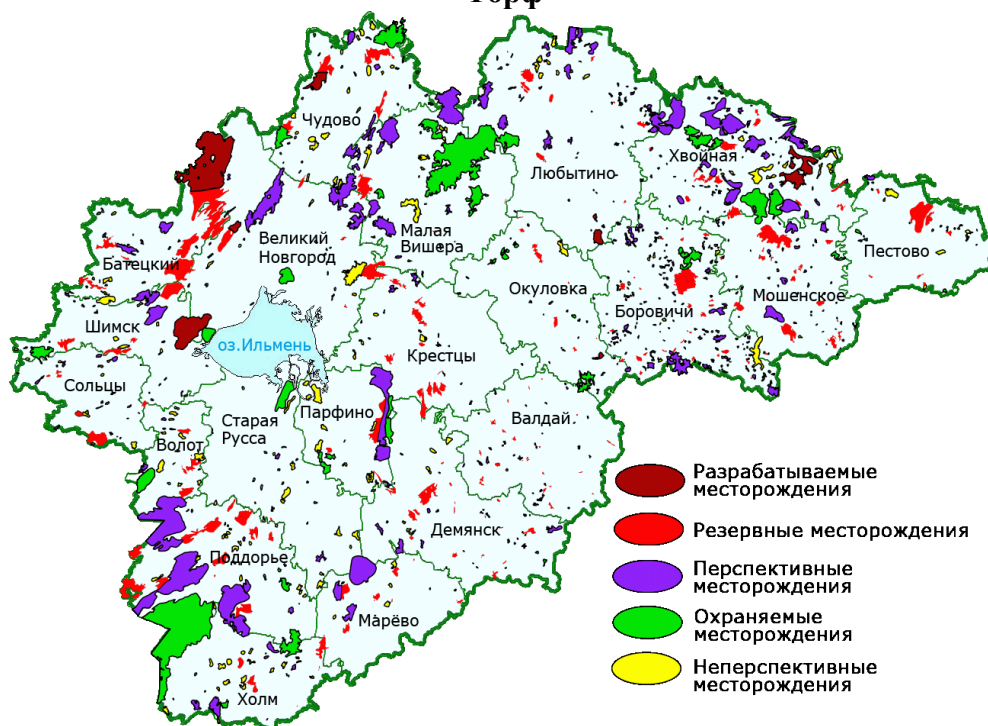 Торф
Чудово
Хвойная
Любытино
Малая
Вишера
Великий
Новгород
Пестово
Батецкий
Окуловка
Мошенское
Боровичи
Шимск
оз.Ильмень
Крестцы
Сольцы
Парфино
Старая
Русса
Валдай
Волот
Разрабатываемые
месторождения
Резервные месторождения
Демянск
Поддорье
Перспективные
месторождения
Марёво
Охраняемые
месторождения
Неперспективные
месторождения
Холм